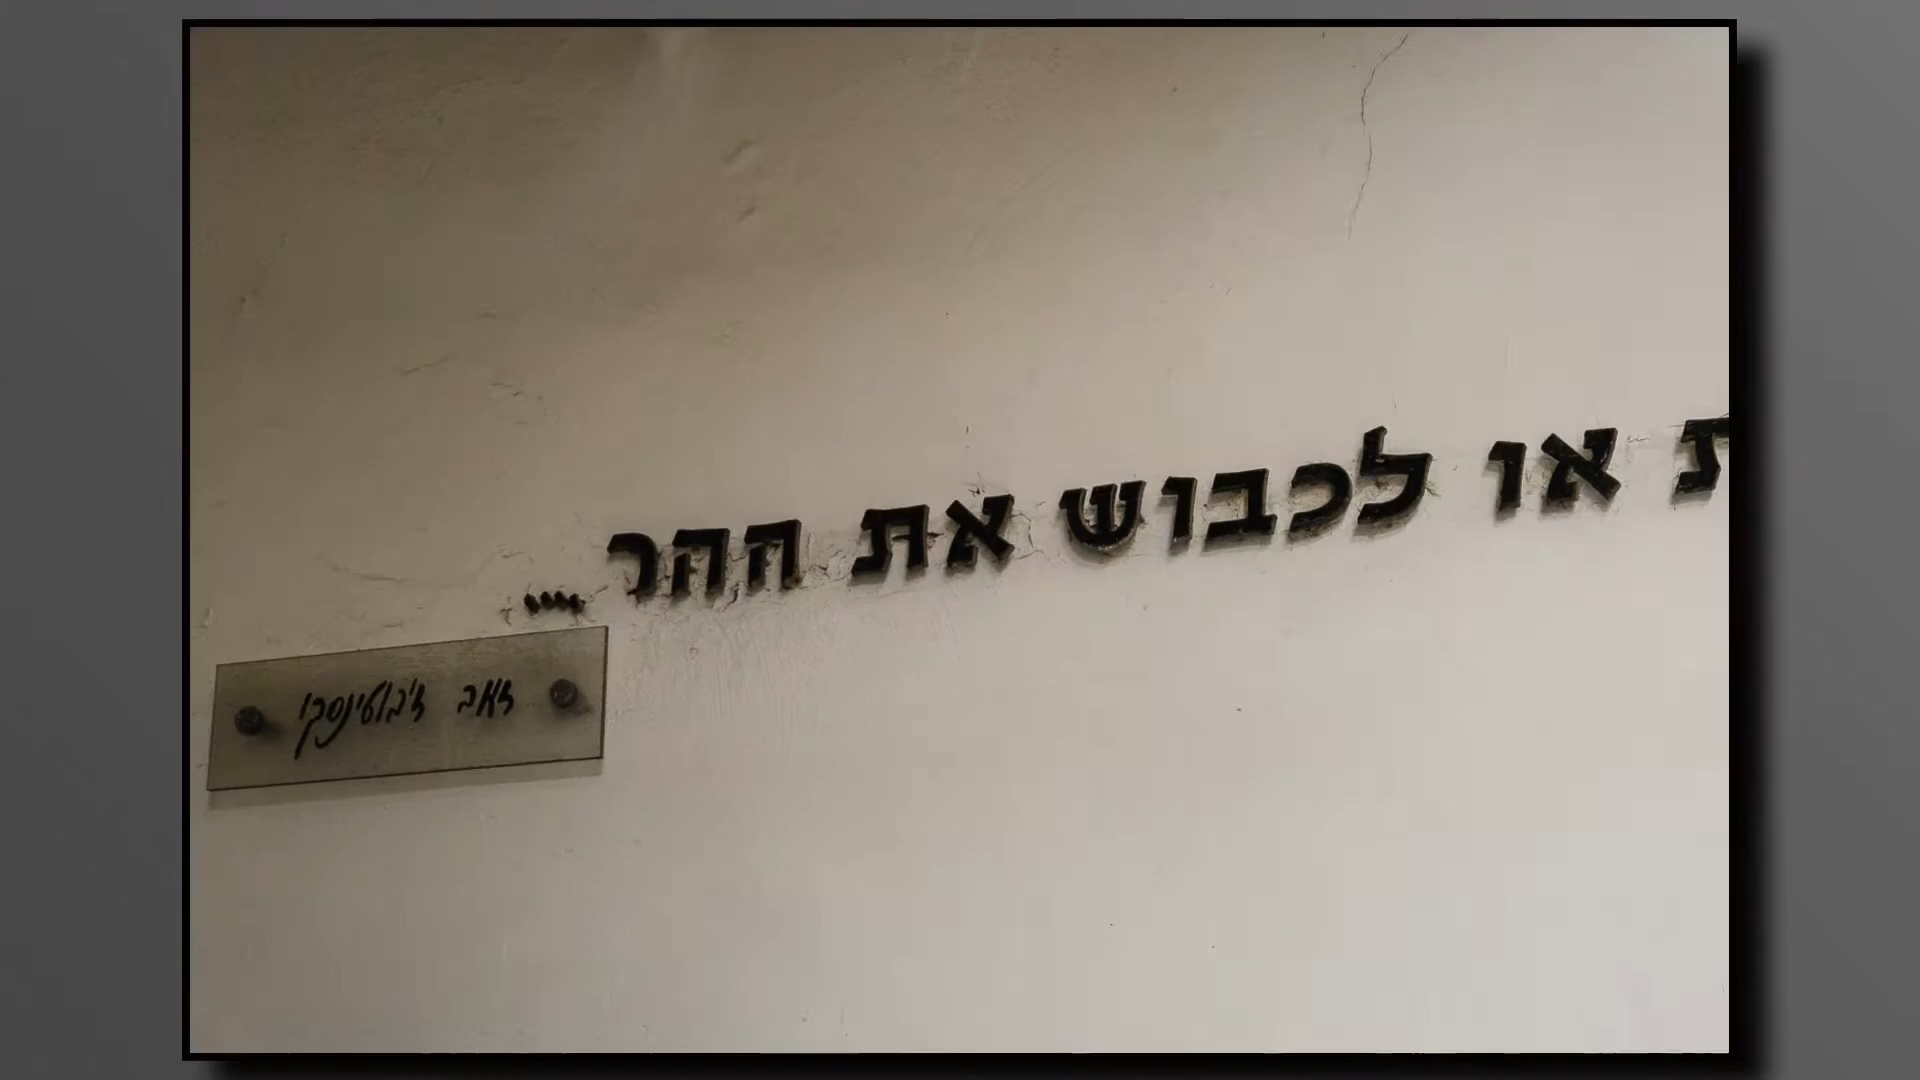 ת או לכבוש את ההר ....
זאב ז'בוטינסקי